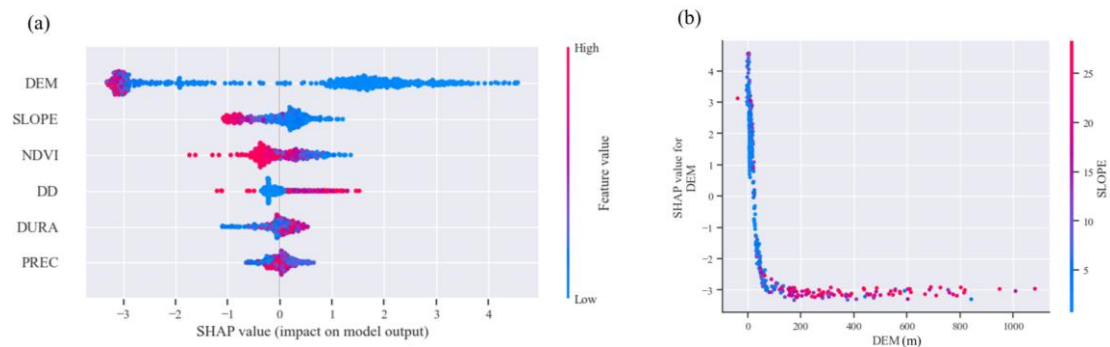 (a)
High
DEM
SLOPE
NDVI
DD
DURA
PREC
Low
Feature value
−3 −2 −1 0 1 2 3 4
SHAP value (impact on model output)
(b)
4
3
2
1
0
−1
−2
−3
SHAP value for
DEM
0 200 400 600 800 1000
DEM (m)
25
20
15
10
5
SLOPE